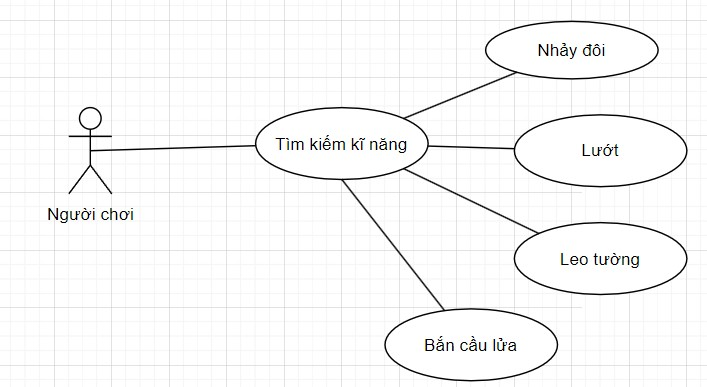 Nhảy đôi
Tìm kiếm kĩ năng
Lướt
Người chơi
Leo tường
Bắn cầu lửa